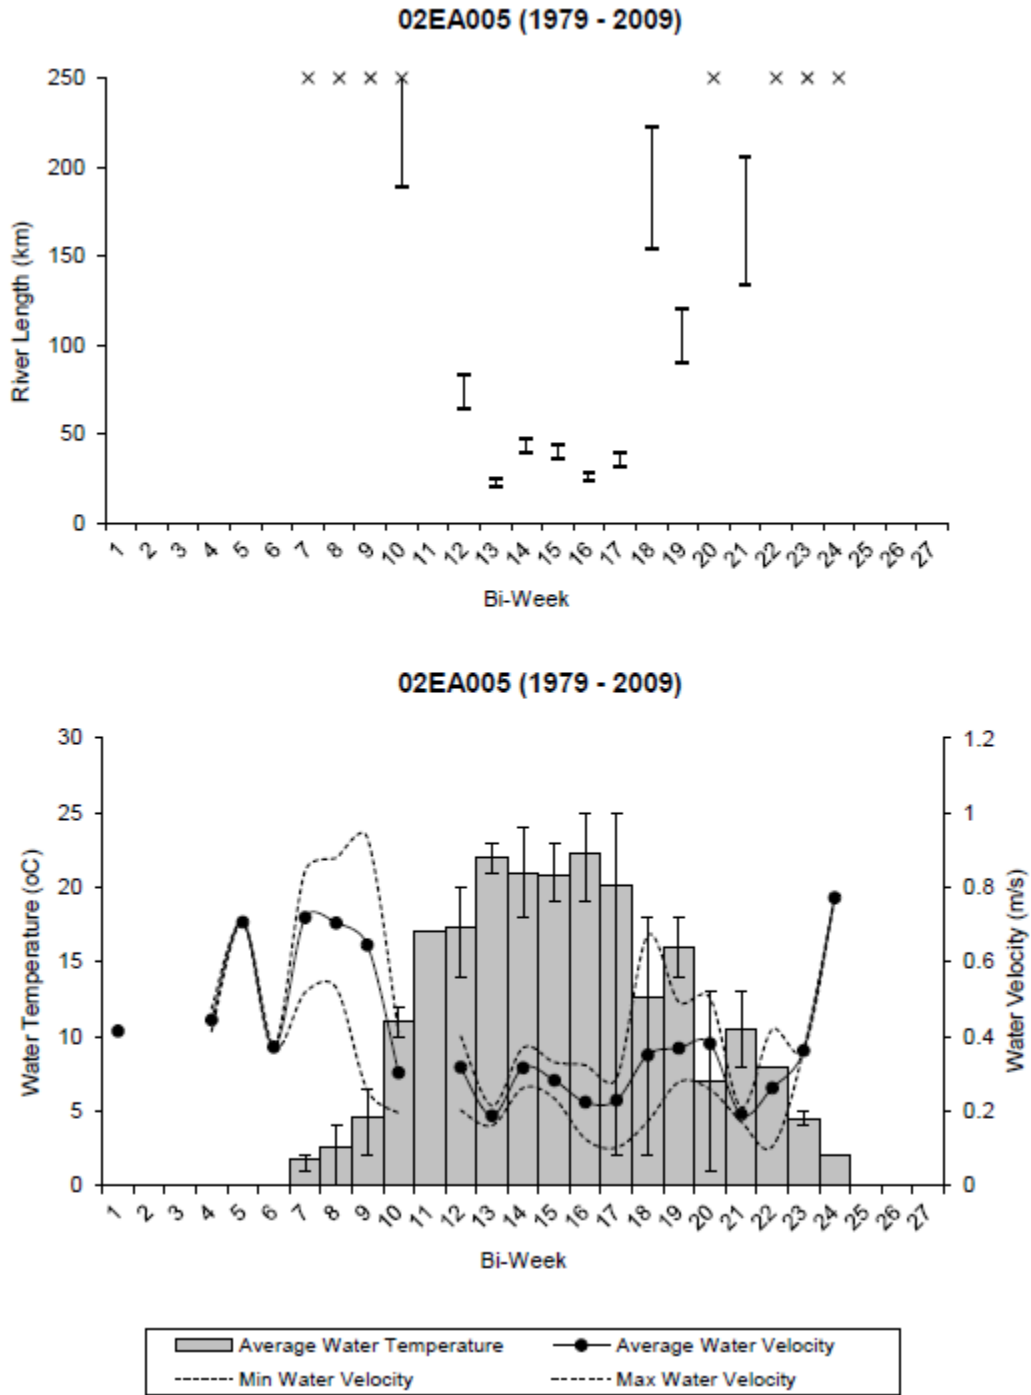 02EA005 (1979 - 2009)
250
200
150
100
50
0
River Length (km)
1 2 3 4 5 6 7 8 9 10 11 12 13 14 15 16 17 18 19 20 21 22 23 24 25 26 27
Bi-Week
02EA005 (1979 - 2009)
30
25
20
15
10
5
0
Water Temperature (oC)
1.2
1
0.8
0.6
0.4
0.2
0
Water Velocity (m/s)
1 2 3 4 5 6 7 8 9 10 11 12 13 14 15 16 17 18 19 20 21 22 23 24 25 26 27
Bi-Week
Average Water Temperature Average Water Velocity
Min Water Velocity Max Water Velocity